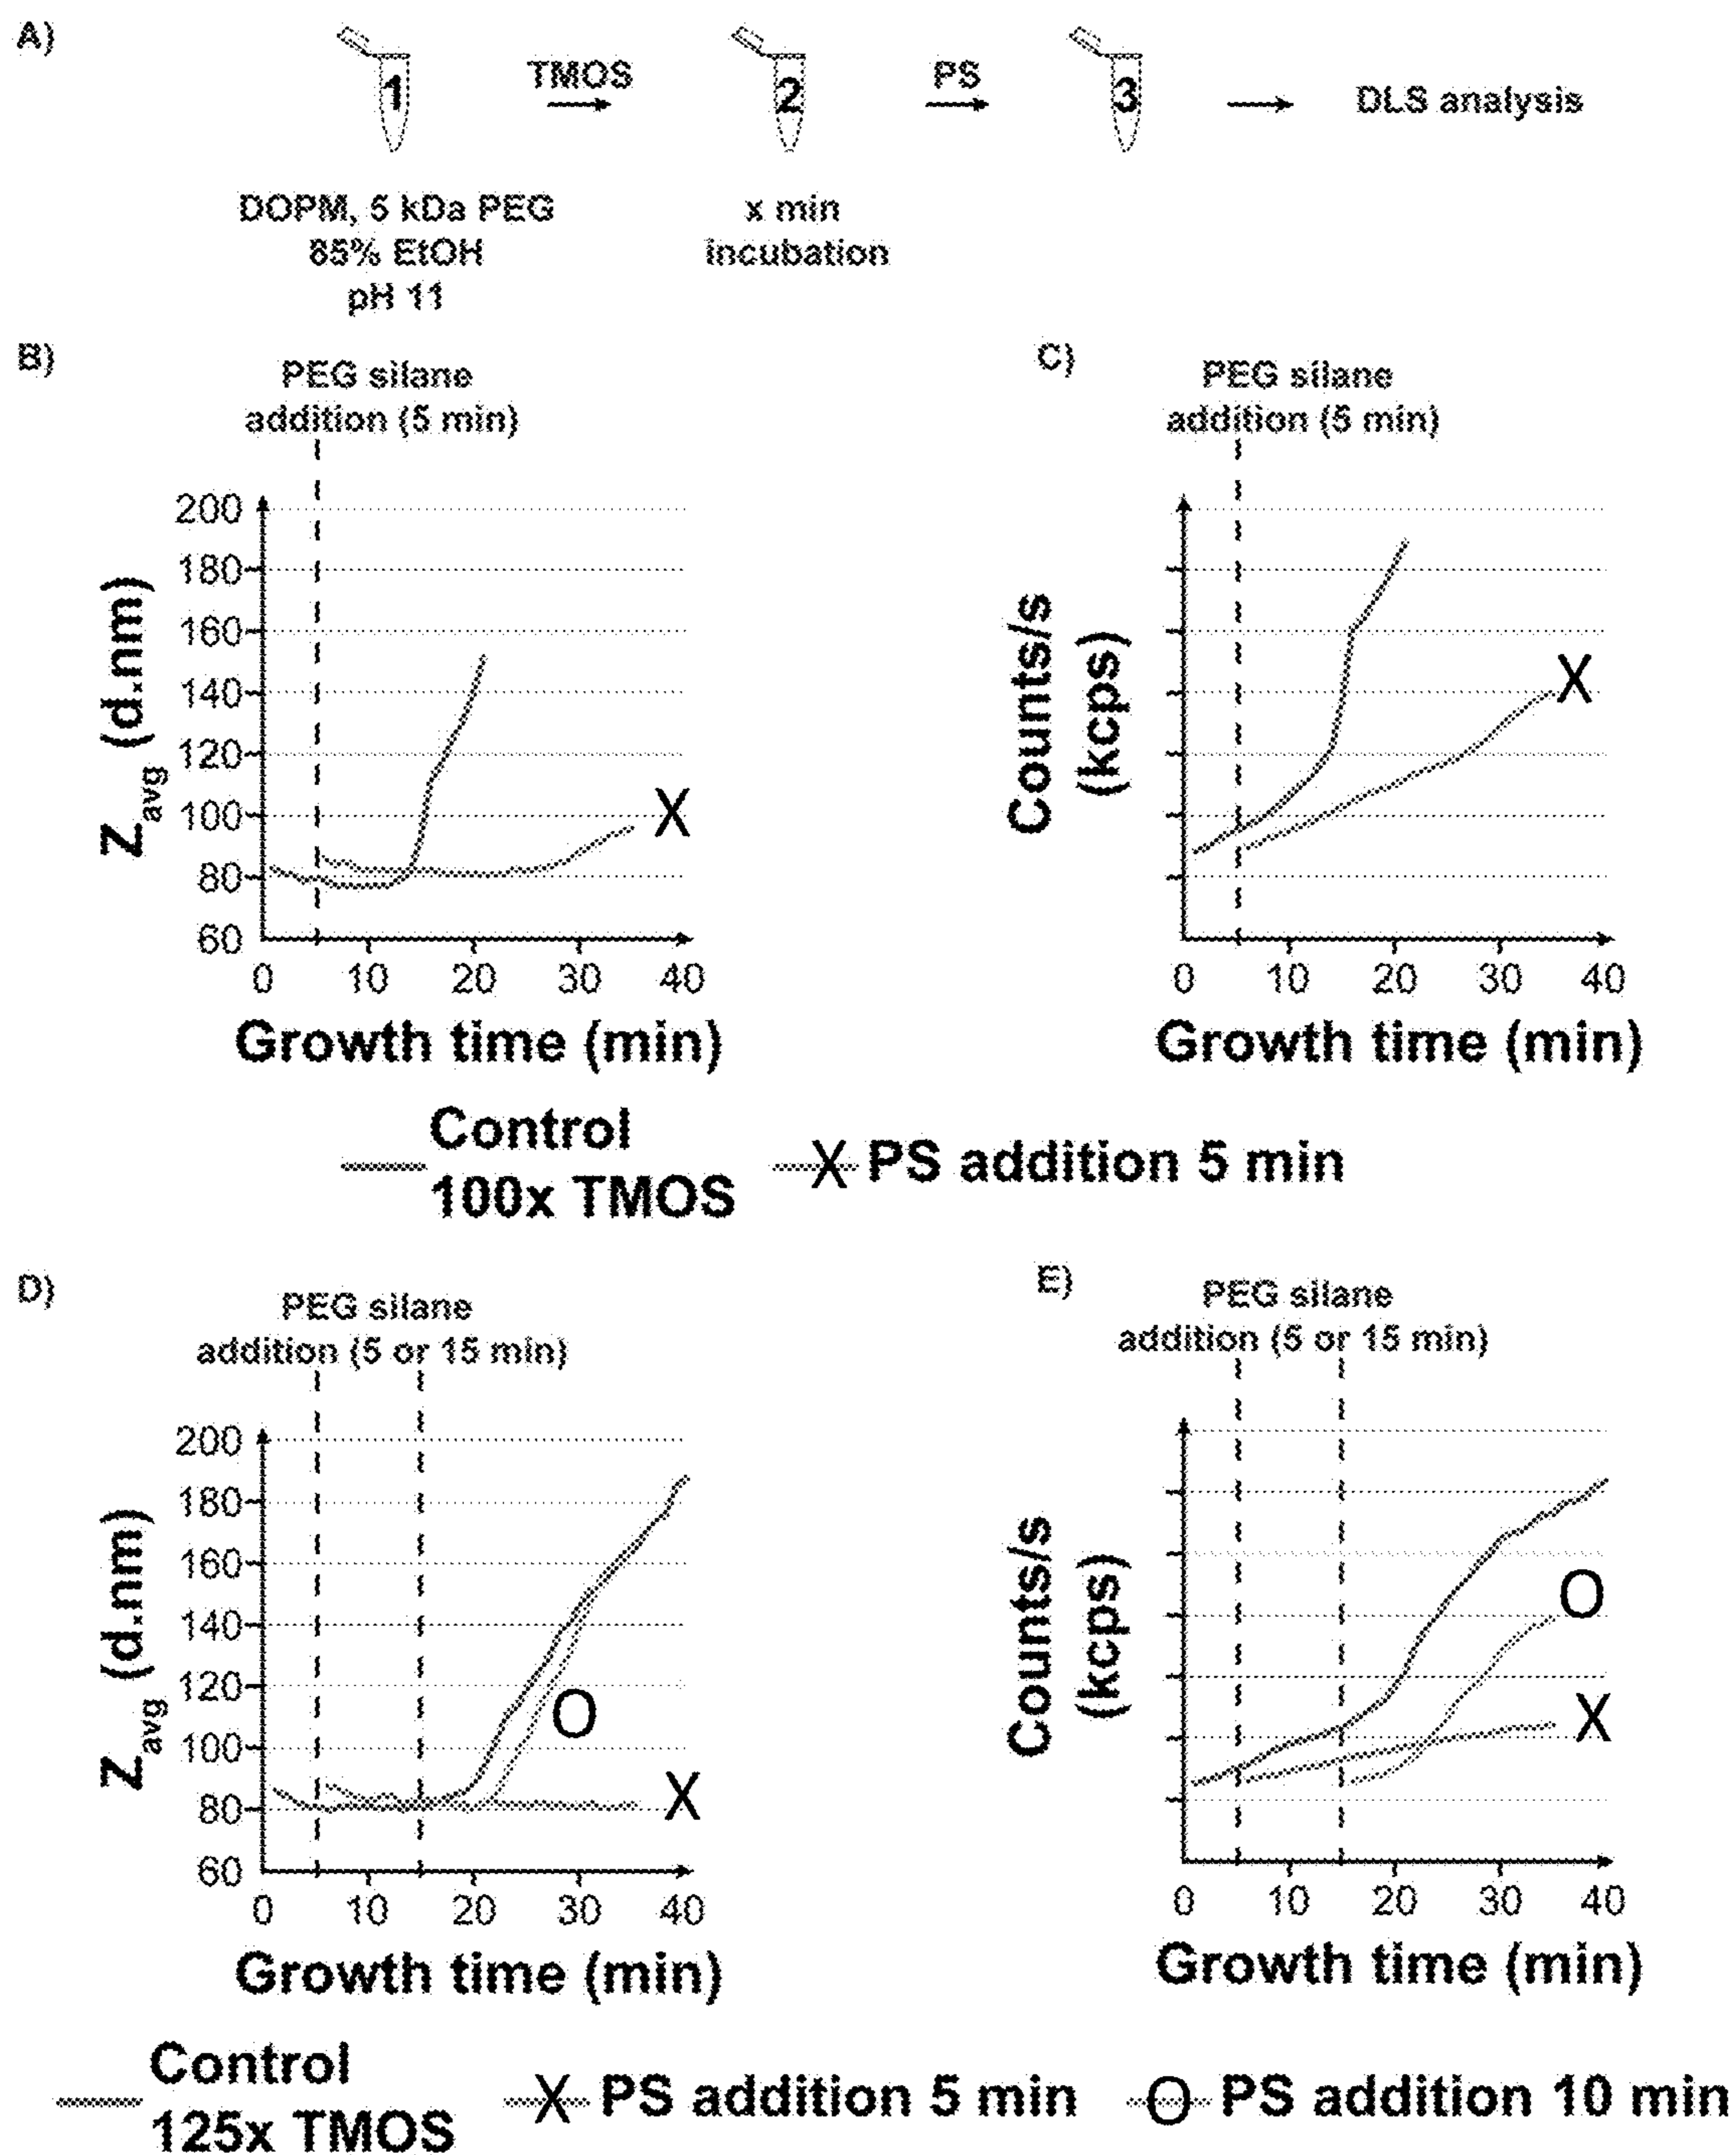 A)
1
TMOS
2
PS
3
DLS analysis
DOPM, 5 kDa PEG
85% EtOH
pH 11
x min
incubation
B)
PEG silane
addition (5 min)
200
180
160
140
120
100
80
60
Zavg (d.nm)
X
0 10 20 30 40
Growth time (min)
C)
PEG silane
addition (5 min)
Counts/s
(kcps)
X
0 10 20 30 40
Growth time (min)
Control
100x TMOS
X PS addition 5 min
D)
PEG silane
addition (5 or 15 min)
200
180
160
140
120
100
80
60
Zavg (d.nm)
O
X
0 10 20 30 40
Growth time (min)
E)
PEG silane
addition (5 or 15 min)
Counts/s
(kcps)
O
X
0 10 20 30 40
Growth time (min)
Control
125x TMOS
X PS addition 5 min
O PS addition 10 min